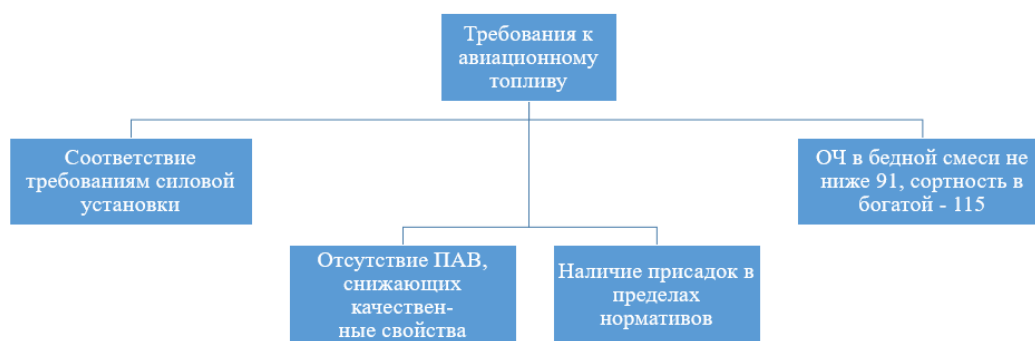 Требования к
авиационному
топливу
Соответствие
требованиям силовой
установки
ОЧ в бедной смеси не
ниже 91, сортность в
богатой - 115
Отсутствие ПАВ,
снижающих
качествен-
ные свойства
Наличие присадок в
пределах
нормативов